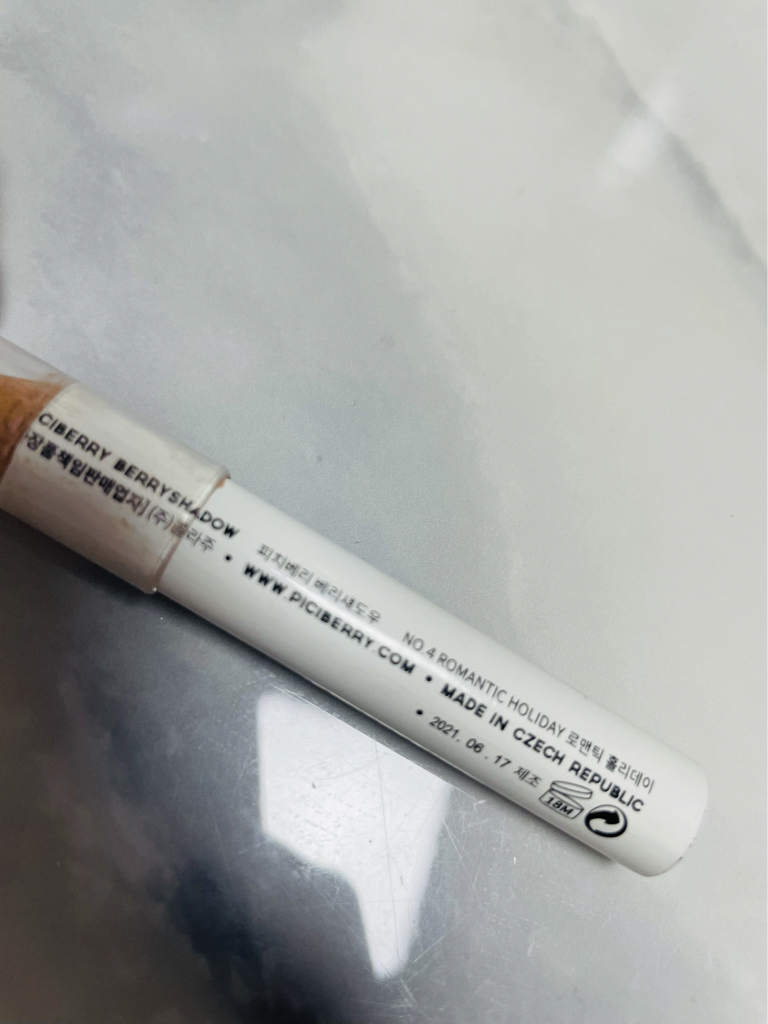 CIBERRY BERRYSHADOW 피치베리 베리섀도우 NO.4 ROMANTIC HOLIDAY 로맨틱 홀리데이
장품책임판매업자] (주)콜라주 • WWW.PICIBERRY.COM • MADE IN CZECH REPUBLIC
• 2021. 06. 17 제조 18M